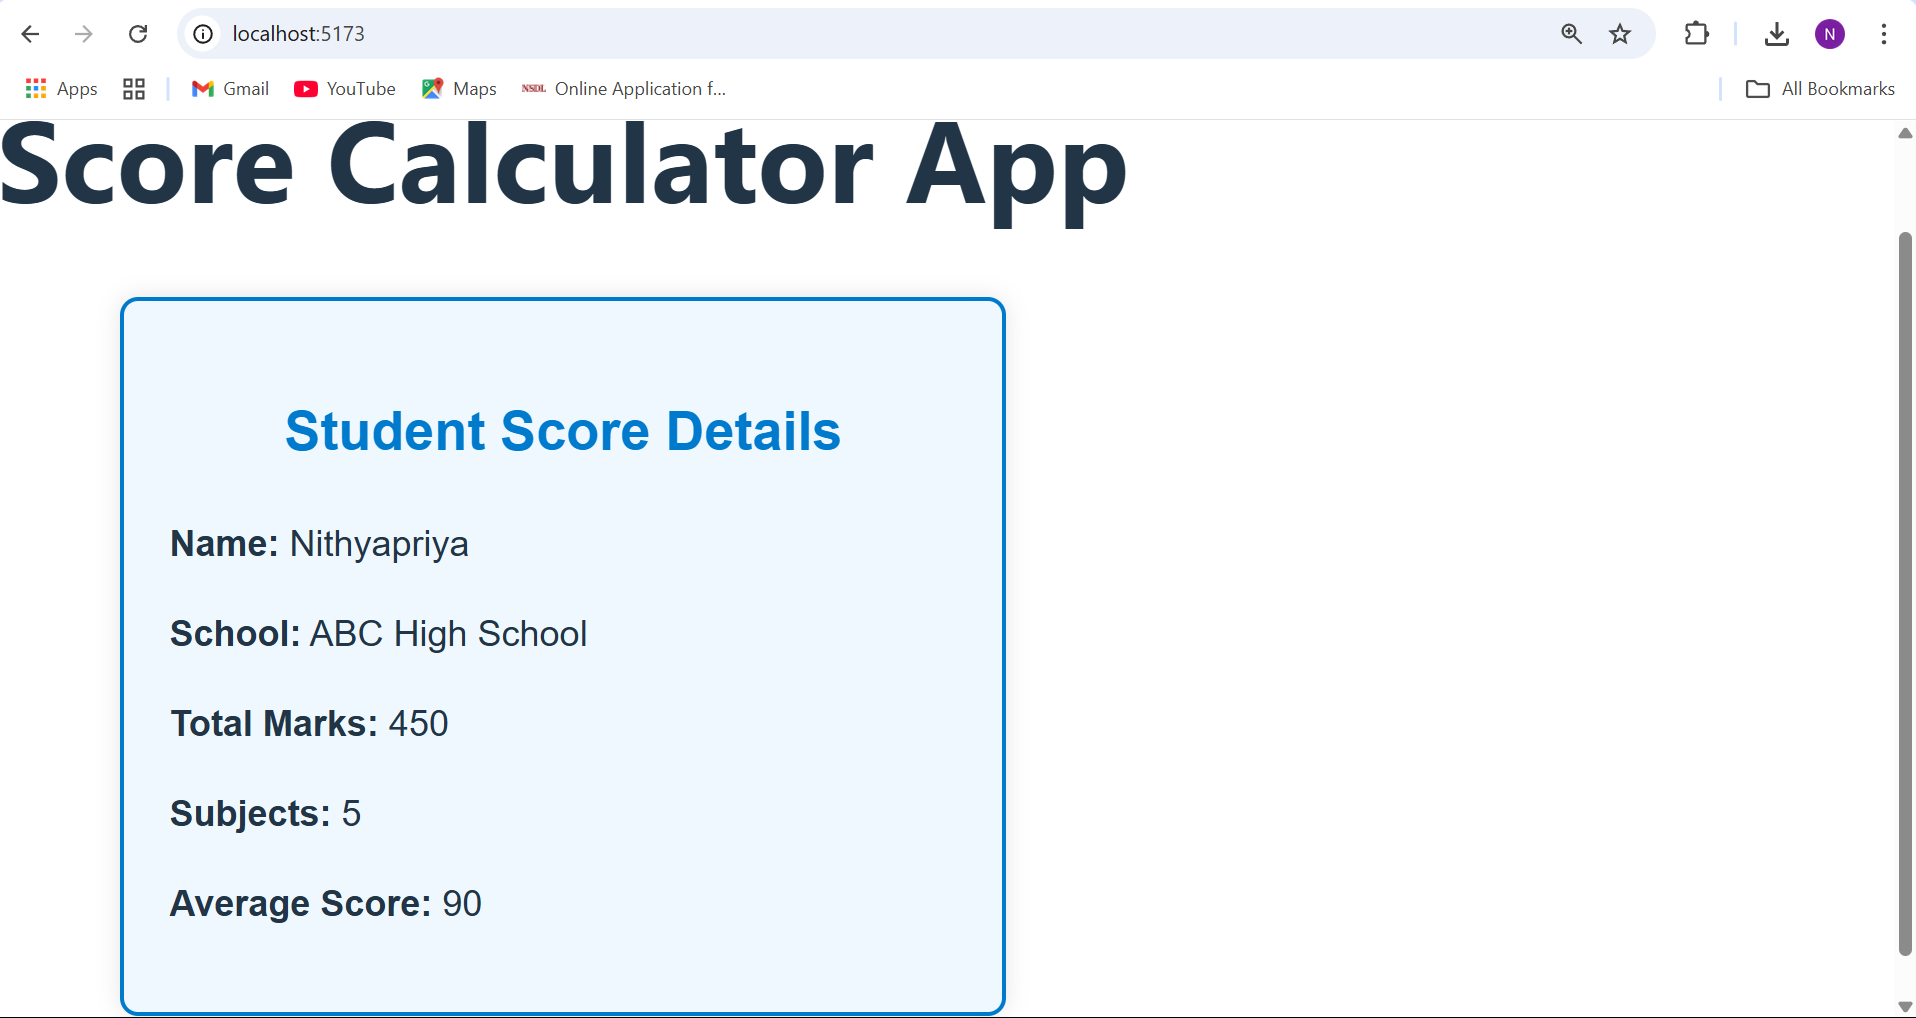 localhost:5173
N
Apps
Gmail
YouTube
Maps
NSDL
Online Application f...
All Bookmarks
Score Calculator App
Student Score Details
Name: Nithyapriya
School: ABC High School
Total Marks: 450
Subjects: 5
Average Score: 90